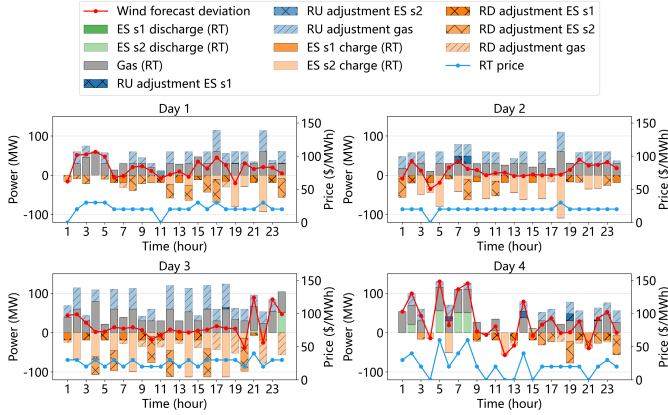 Wind forecast deviation
ES s1 discharge (RT)
ES s2 discharge (RT)
Gas (RT)
RU adjustment ES s1
RU adjustment ES s2
RU adjustment gas
ES s1 charge (RT)
ES s2 charge (RT)
RD adjustment ES s1
RD adjustment ES s2
RD adjustment gas
RT price
Day 1
Power (MW)
100
0
-100
150
100
50
0
Price ($/MWh)
1 3 5 7 9 11 13 15 17 19 21 23
Time (hour)
Day 2
Power (MW)
100
0
-100
150
100
50
0
Price ($/MWh)
1 3 5 7 9 11 13 15 17 19 21 23
Time (hour)
Day 3
Power (MW)
100
0
-100
150
100
50
0
Price ($/MWh)
1 3 5 7 9 11 13 15 17 19 21 23
Time (hour)
Day 4
Power (MW)
100
0
-100
150
100
50
0
Price ($/MWh)
1 3 5 7 9 11 13 15 17 19 21 23
Time (hour)